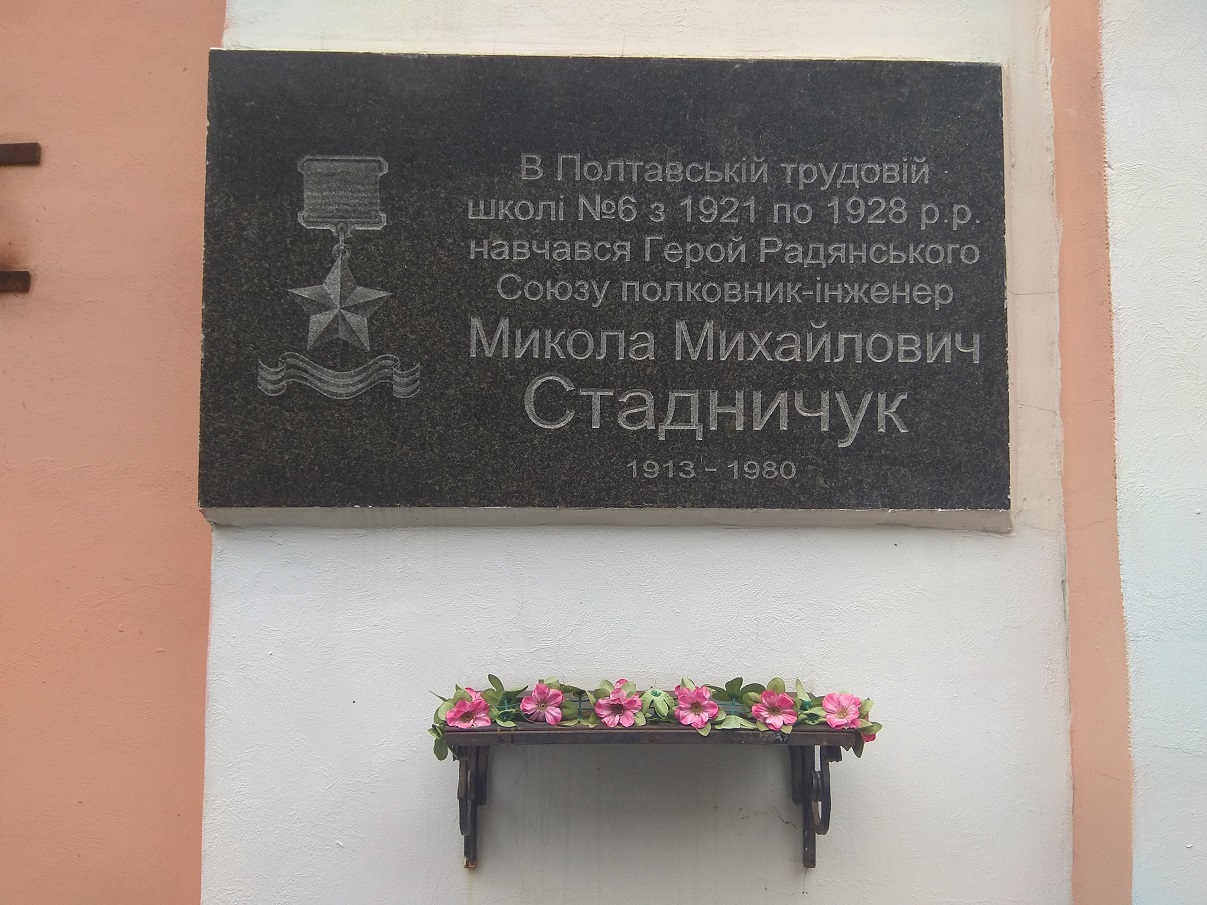 В Полтавській трудовій
школі №6 з 1921 по 1928 р.р.
навчався Герой Радянського
Союзу полковник-інженер
Микола Михайлович
Стадничук
1913 - 1980